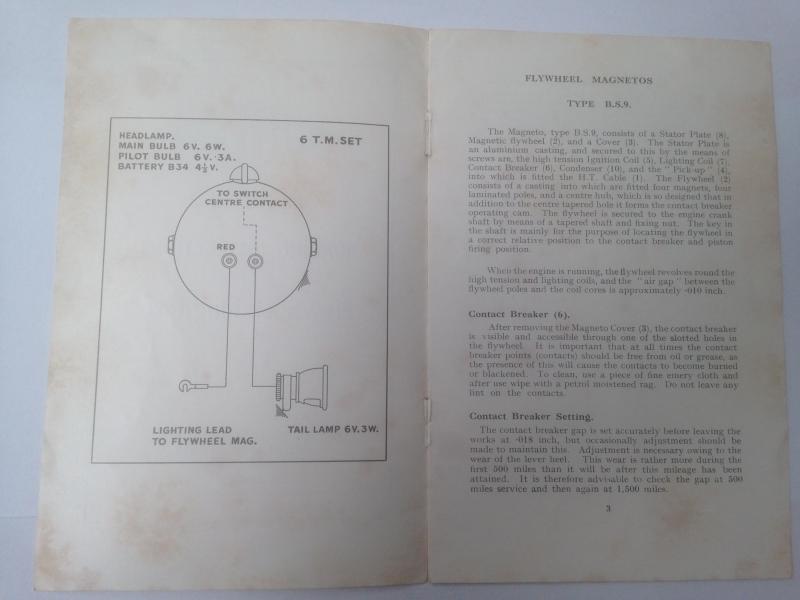 HEADLAMP.
MAIN BULB 6V. 6W.
PILOT BULB 6V. ·3A.
BATTERY B34 4½V.
6 T.M. SET
TO SWITCH
CENTRE CONTACT
RED
LIGHTING LEAD
TO FLYWHEEL MAG.
TAIL LAMP 6V. 3W.
FLYWHEEL MAGNETOS
TYPE B.S.9.
The Magneto, type B.S.9, consists of a Stator Plate (8),
Magnetic flywheel (2), and a Cover (3). The Stator Plate is
an aluminium casting, and secured to this by the means of
screws are, the high tension Ignition Coil (5), Lighting Coil (7),
Contact Breaker (6), Condenser (10), and the "Pick-up" (4),
into which is fitted the H.T. Cable (1). The Flywheel (2)
consists of a casting into which are fitted four magnets, four
laminated poles, and a centre hub, which is so designed that in
addition to the centre tapered hole it forms the contact breaker
operating cam. The flywheel is secured to the engine crank
shaft by means of a tapered shaft and fixing nut. The key in
the shaft is mainly for the purpose of locating the flywheel in
a correct relative position to the contact breaker and piston
firing position.
When the engine is running, the flywheel revolves round the
high tension and lighting coils, and the "air gap" between the
flywheel poles and the coil cores is approximately ·010 inch.
Contact Breaker (6).
After removing the Magneto Cover (3), the contact breaker
is visible and accessible through one of the slotted holes in
the flywheel. It is important that at all times the contact
breaker points (contacts) should be free from oil or grease, as
the presence of this will cause the contacts to become burned
or blackened. To clean, use a piece of fine emery cloth and
after use wipe with a petrol moistened rag. Do not leave any
lint on the contacts.
Contact Breaker Setting.
The contact breaker gap is set accurately before leaving the
works at ·018 inch, but occasionally adjustment should be
made to maintain this. Adjustment is necessary owing to the
wear of the lever heel. This wear is rather more during the
first 500 miles than it will be after this mileage has been
attained. It is therefore advisable to check the gap at 500
miles service and then again at 1,500 miles.
3